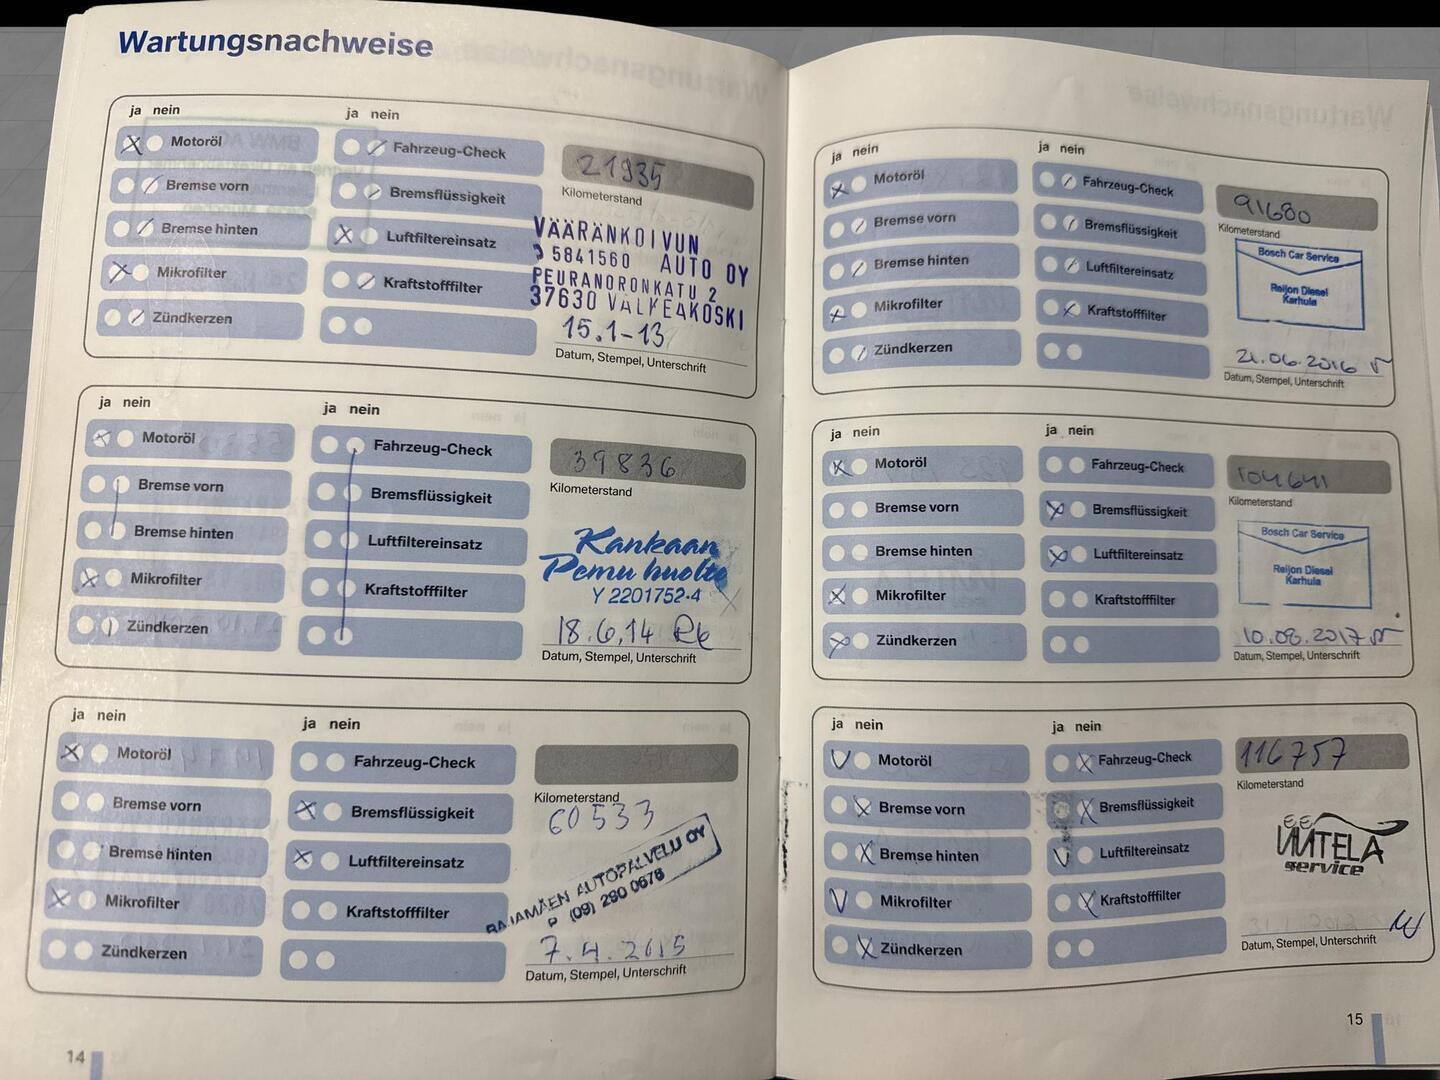 Wartungsnachweise
ja nein
ja nein
Motoröl
Bremse vorn
Bremse hinten
Mikrofilter
Zündkerzen
Fahrzeug-Check
Bremsflüssigkeit
Luftfiltereinsatz
Kraftstofffilter
21935
Kilometerstand
VÄÄRÄNKOIVUN
5841560 AUTO OY
PEURANORONKATU 2
37630 VALKEAKOSKI
15.1-13
Datum, Stempel, Unterschrift
ja nein
ja nein
Motoröl
Bremse vorn
Bremse hinten
Mikrofilter
Zündkerzen
Fahrzeug-Check
Bremsflüssigkeit
Luftfiltereinsatz
Kraftstofffilter
39836
Kilometerstand
Kankaan
Pemu huolto
Y 2201752-4
18.6.14
Datum, Stempel, Unterschrift
ja nein
ja nein
Motoröl
Bremse vorn
Bremse hinten
Mikrofilter
Zündkerzen
Fahrzeug-Check
Bremsflüssigkeit
Luftfiltereinsatz
Kraftstofffilter
Kilometerstand
60533
RAJAMÄEN AUTOPALVELU OY
P (09) 290 0678
7.4.2015
Datum, Stempel, Unterschrift
14
ja nein
ja nein
Motoröl
Bremse vorn
Bremse hinten
Mikrofilter
Zündkerzen
Fahrzeug-Check
Bremsflüssigkeit
Luftfiltereinsatz
Kraftstofffilter
91680
Kilometerstand
Bosch Car Service
Reijon Diesel
Karhula
21.06.2016
Datum, Stempel, Unterschrift
ja nein
ja nein
Motoröl
Bremse vorn
Bremse hinten
Mikrofilter
Zündkerzen
Fahrzeug-Check
Bremsflüssigkeit
Luftfiltereinsatz
Kraftstofffilter
104641
Kilometerstand
Bosch Car Service
Reijon Diesel
Karhula
10.08.2017
Datum, Stempel, Unterschrift
ja nein
ja nein
Motoröl
Bremse vorn
Bremse hinten
Mikrofilter
Zündkerzen
Fahrzeug-Check
Bremsflüssigkeit
Luftfiltereinsatz
Kraftstofffilter
116757
Kilometerstand
service
Datum, Stempel, Unterschrift
15